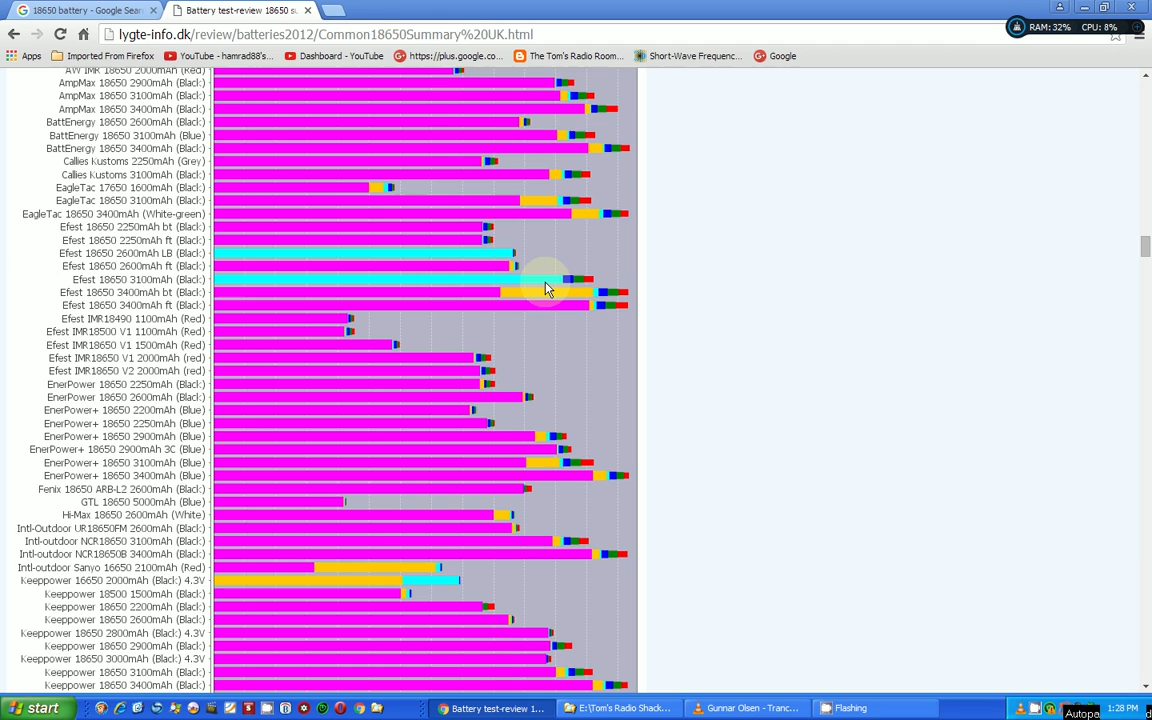 18650 battery - Google Sear
Battery test-review 18650 su
lygte-info.dk/review/batteries2012/Common18650Summary%20UK.html
RAM: 32% CPU: 8%
Apps Imported From Firefox YouTube - hamrad88's... Dashboard - YouTube https://plus.google.co... The Tom's Radio Room... Short-Wave Frequenc... Google
AW IMR 18650 2000mAh (Red)
AmpMax 18650 2900mAh (Black)
AmpMax 18650 3100mAh (Black)
AmpMax 18650 3400mAh (Black)
BattEnergy 18650 2600mAh (Black)
BattEnergy 18650 3100mAh (Blue)
BattEnergy 18650 3400mAh (Black)
Callies Kustoms 2250mAh (Grey)
Callies Kustoms 3100mAh (Black)
EagleTac 17650 1600mAh (Black)
EagleTac 18650 3100mAh (Black)
EagleTac 18650 3400mAh (White-green)
Efest 18650 2250mAh bt (Black)
Efest 18650 2250mAh ft (Black)
Efest 18650 2600mAh LB (Black)
Efest 18650 2600mAh ft (Black)
Efest 18650 3100mAh (Black)
Efest 18650 3400mAh bt (Black)
Efest 18650 3400mAh ft (Black)
Efest IMR18490 1100mAh (Red)
Efest IMR18500 V1 1100mAh (Red)
Efest IMR18650 V1 1500mAh (Red)
Efest IMR18650 V1 2000mAh (red)
Efest IMR18650 V2 2000mAh (red)
EnerPower 18650 2250mAh (Black)
EnerPower 18650 2600mAh (Black)
EnerPower+ 18650 2200mAh (Blue)
EnerPower+ 18650 2250mAh (Blue)
EnerPower+ 18650 2900mAh (Blue)
EnerPower+ 18650 2900mAh 3C (Blue)
EnerPower+ 18650 3100mAh (Blue)
EnerPower+ 18650 3400mAh (Blue)
Fenix 18650 ARB-L2 2600mAh (Black)
GTL 18650 5000mAh (Blue)
Hi-Max 18650 2600mAh (White)
Intl-Outdoor UR18650FM 2600mAh (Black)
Intl-outdoor NCR18650 3100mAh (Black)
Intl-outdoor NCR18650B 3400mAh (Black)
Intl-outdoor Sanyo 16650 2100mAh (Red)
Keeppower 16650 2000mAh (Black) 4.3V
Keeppower 18500 1500mAh (Black)
Keeppower 18650 2200mAh (Black)
Keeppower 18650 2600mAh (Black)
Keeppower 18650 2800mAh (Black) 4.3V
Keeppower 18650 2900mAh (Black)
Keeppower 18650 3000mAh (Black) 4.3V
Keeppower 18650 3100mAh (Black)
Keeppower 18650 3400mAh (Black)
start Battery test-review 1... E:\Tom's Radio Shack... Gunnar Olsen - Tranc... Flashing 1:28 PM
Autopa